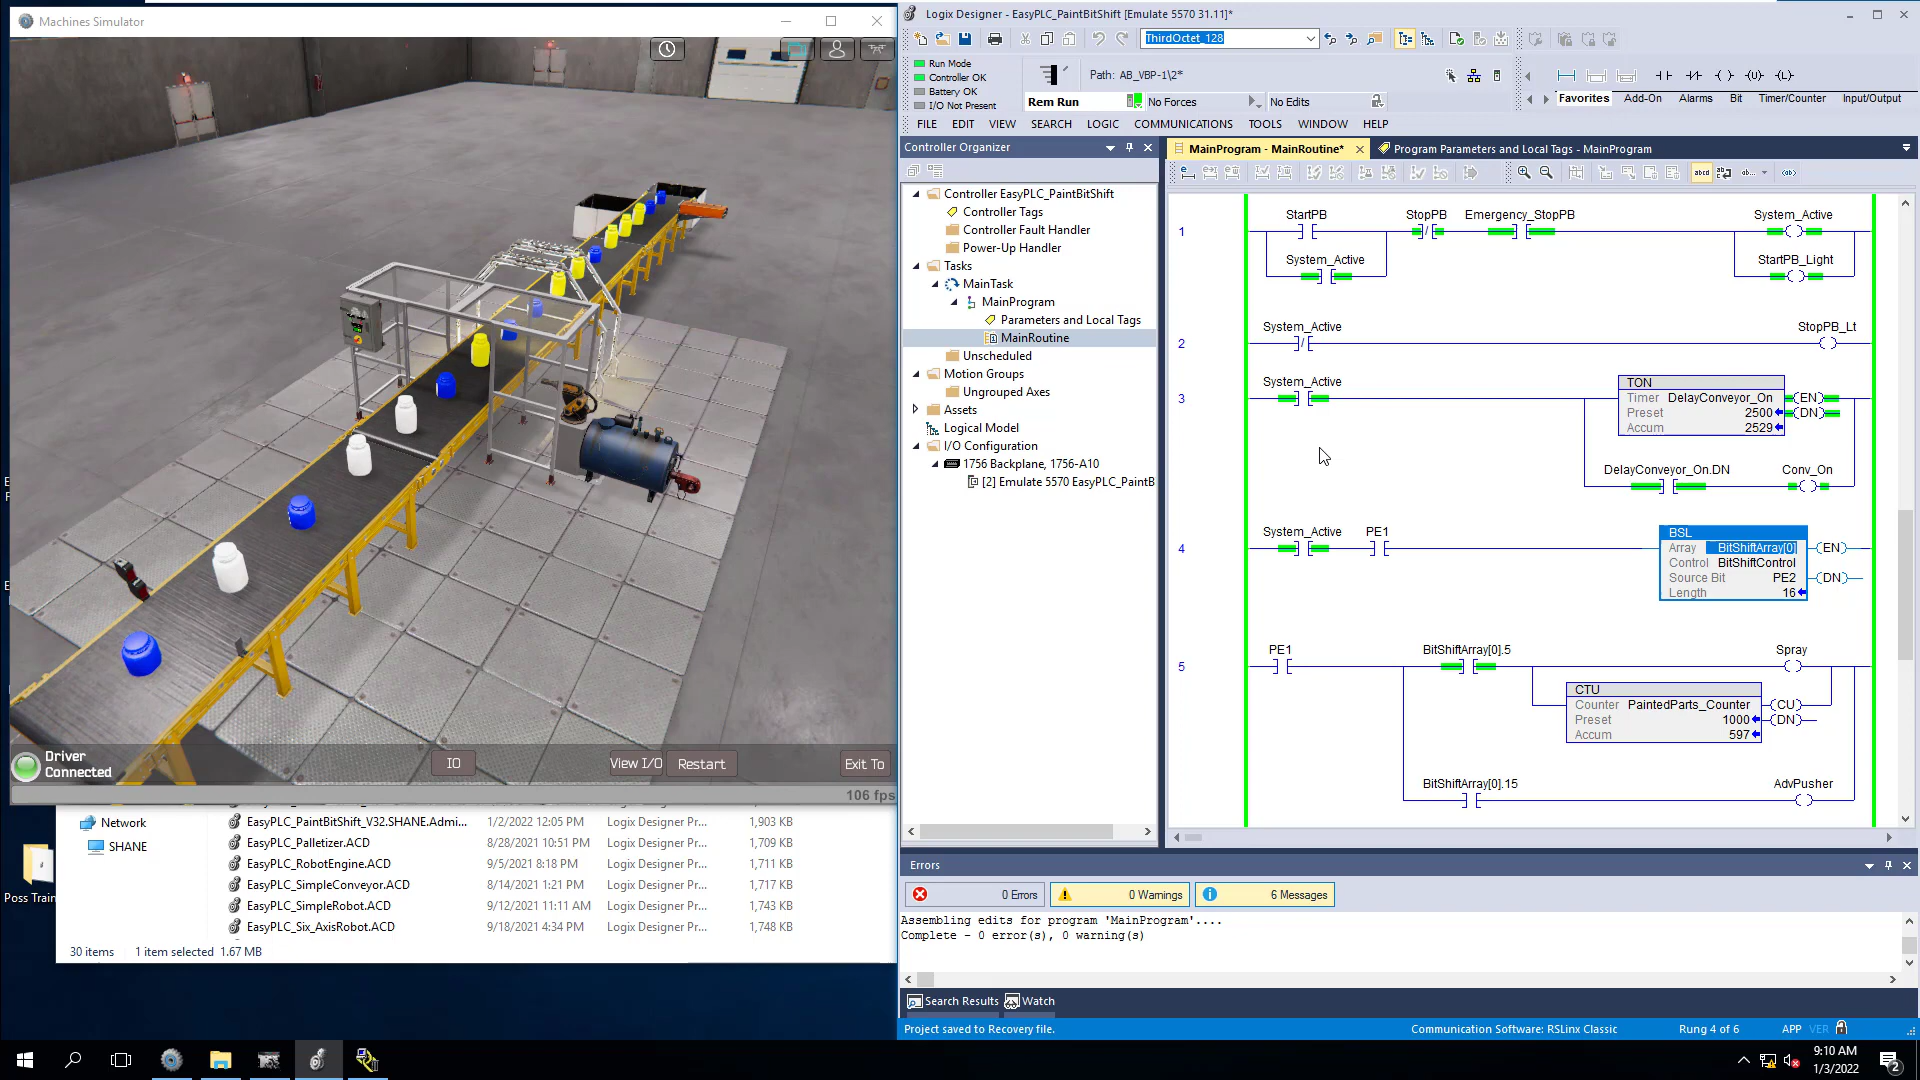 Machines Simulator
Driver
Connected
IO
View I/O
Restart
Exit To
106 fps
Network
SHANE
EasyPLC_PaintBitShift_V32.SHANE.Admi... 1/2/2022 12:05 PM Logix Designer Pr... 1,903 KB
EasyPLC_Palletizer.ACD 8/28/2021 10:51 PM Logix Designer Pr... 1,709 KB
EasyPLC_RobotEngine.ACD 9/5/2021 8:18 PM Logix Designer Pr... 1,711 KB
EasyPLC_SimpleConveyor.ACD 8/14/2021 1:21 PM Logix Designer Pr... 1,717 KB
EasyPLC_SimpleRobot.ACD 9/12/2021 11:11 AM Logix Designer Pr... 1,743 KB
EasyPLC_Six_AxisRobot.ACD 9/18/2021 4:34 PM Logix Designer Pr... 1,748 KB
30 items 1 item selected 1.67 MB
Poss Train
Logix Designer - EasyPLC_PaintBitShift [Emulate 5570 31.11]*
ThirdOctet_128
Run Mode
Controller OK
Battery OK
I/O Not Present
Path: AB_VBP-1\2*
Rem Run
No Forces
No Edits
Favorites Add-On Alarms Bit Timer/Counter Input/Output
FILE EDIT VIEW SEARCH LOGIC COMMUNICATIONS TOOLS WINDOW HELP
Controller Organizer
Controller EasyPLC_PaintBitShift
Controller Tags
Controller Fault Handler
Power-Up Handler
Tasks
MainTask
MainProgram
Parameters and Local Tags
MainRoutine
Unscheduled
Motion Groups
Ungrouped Axes
Assets
Logical Model
I/O Configuration
1756 Backplane, 1756-A10
[2] Emulate 5570 EasyPLC_PaintB
MainProgram - MainRoutine*
Program Parameters and Local Tags - MainProgram
StartPB StopPB Emergency_StopPB System_Active
1
System_Active StartPB_Light
System_Active StopPB_Lt
2
System_Active
3
TON
Timer DelayConveyor_On
Preset 2500
Accum 2529
EN
DN
DelayConveyor_On.DN Conv_On
System_Active PE1
4
BSL
Array BitShiftArray[0]
Control BitShiftControl
Source Bit PE2
Length 16
EN
DN
PE1 BitShiftArray[0].5 Spray
5
CTU
Counter PaintedParts_Counter
Preset 1000
Accum 597
CU
DN
BitShiftArray[0].15 AdvPusher
Errors
0 Errors
0 Warnings
6 Messages
Assembling edits for program 'MainProgram'....
Complete - 0 error(s), 0 warning(s)
Search Results
Watch
Project saved to Recovery file.
Communication Software: RSLinx Classic
Rung 4 of 6
APP VER
9:10 AM
1/3/2022
2